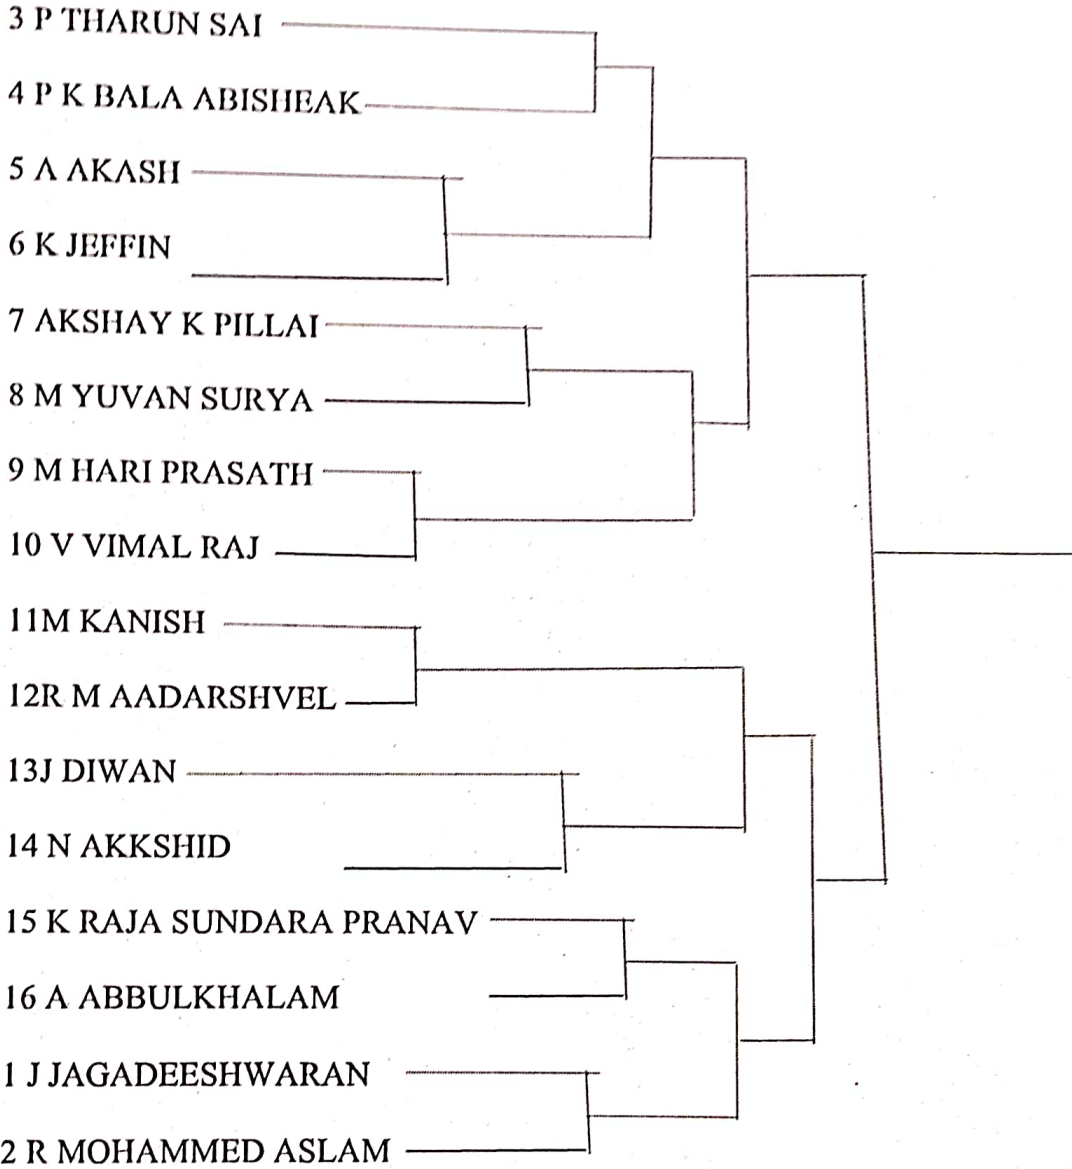 3 P THARUN SAI
4 P K BALA ABISHEAK
5 A AKASH
6 K JEFFIN
7 AKSHAY K PILLAI
8 M YUVAN SURYA
9 M HARI PRASATH
10 V VIMAL RAJ
11M KANISH
12R M AADARSHVEL
13J DIWAN
14 N AKKSHID
15 K RAJA SUNDARA PRANAV
16 A ABBULKHALAM
1 J JAGADEESHWARAN
2 R MOHAMMED ASLAM